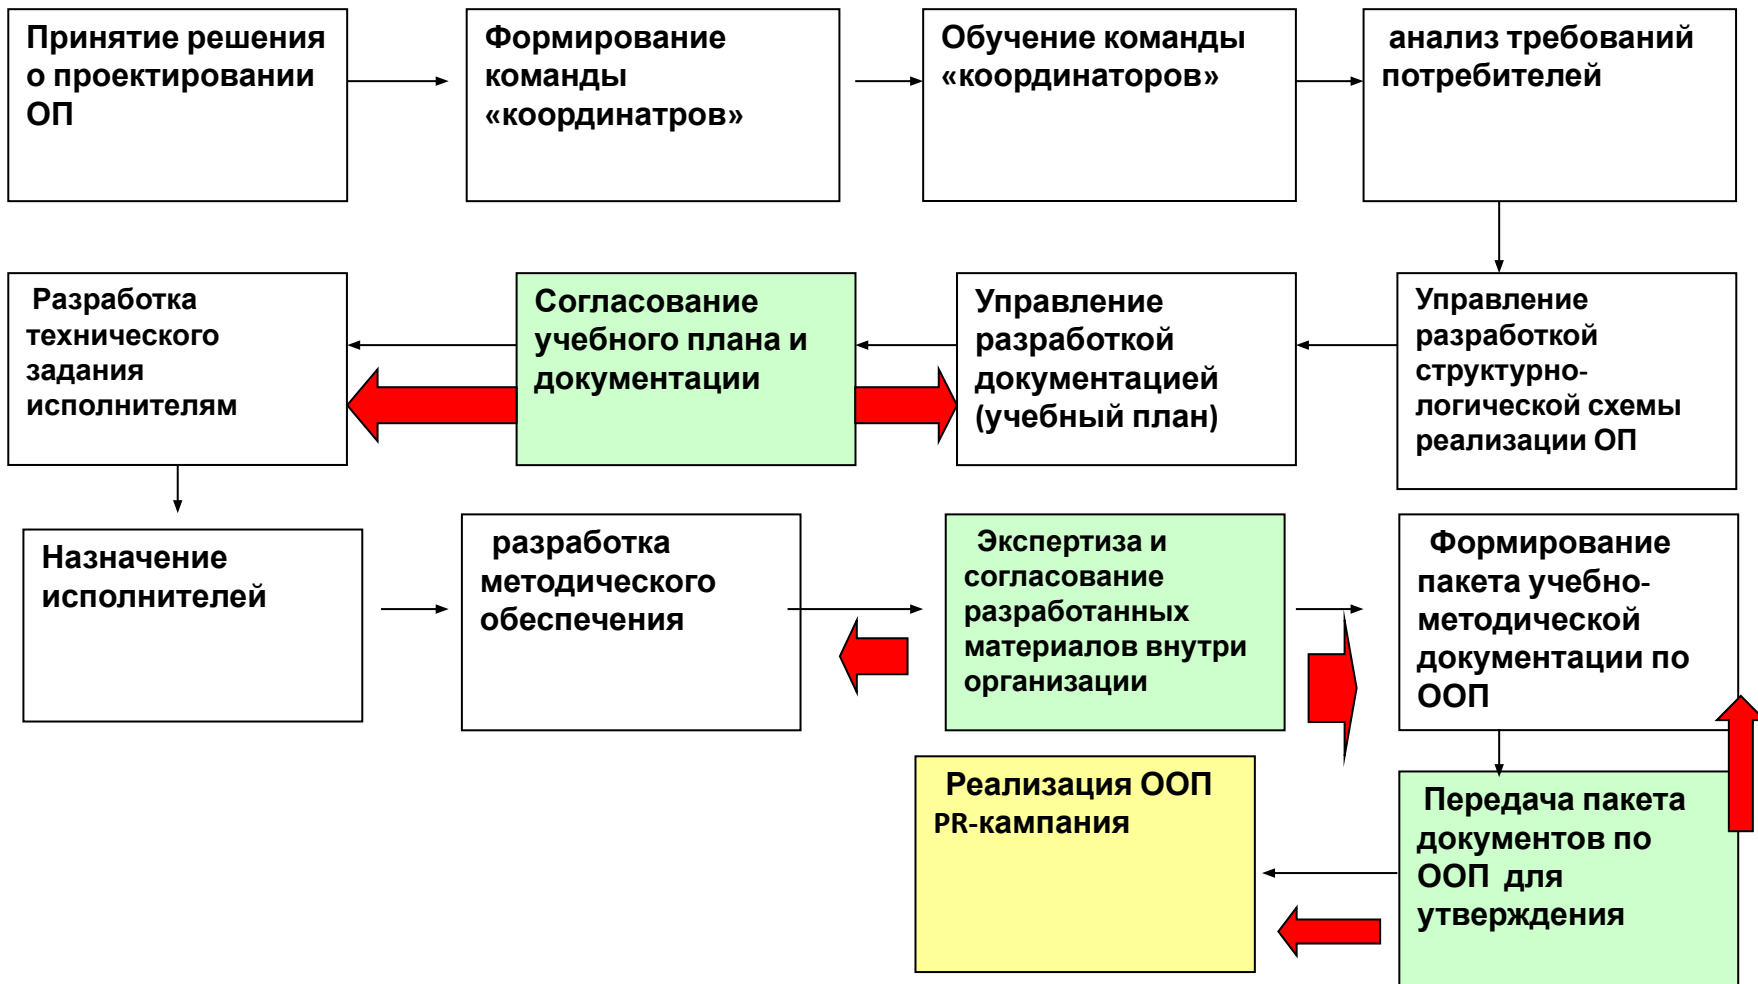 Принятие решения
о проектировании
ОП
Формирование
команды
«координатров»
Обучение команды
«координаторов»
анализ требований
потребителей
Разработка
технического
задания
исполнителям
Согласование
учебного плана и
документации
Управление
разработкой
документацией
(учебный план)
Управление
разработкой
структурно-
логической схемы
реализации ОП
Назначение
исполнителей
разработка
методического
обеспечения
Экспертиза и
согласование
разработанных
материалов внутри
организации
Формирование
пакета учебно-
методической
документации по
ООП
Реализация ООП
PR-кампания
Передача пакета
документов по
ООП для
утверждения